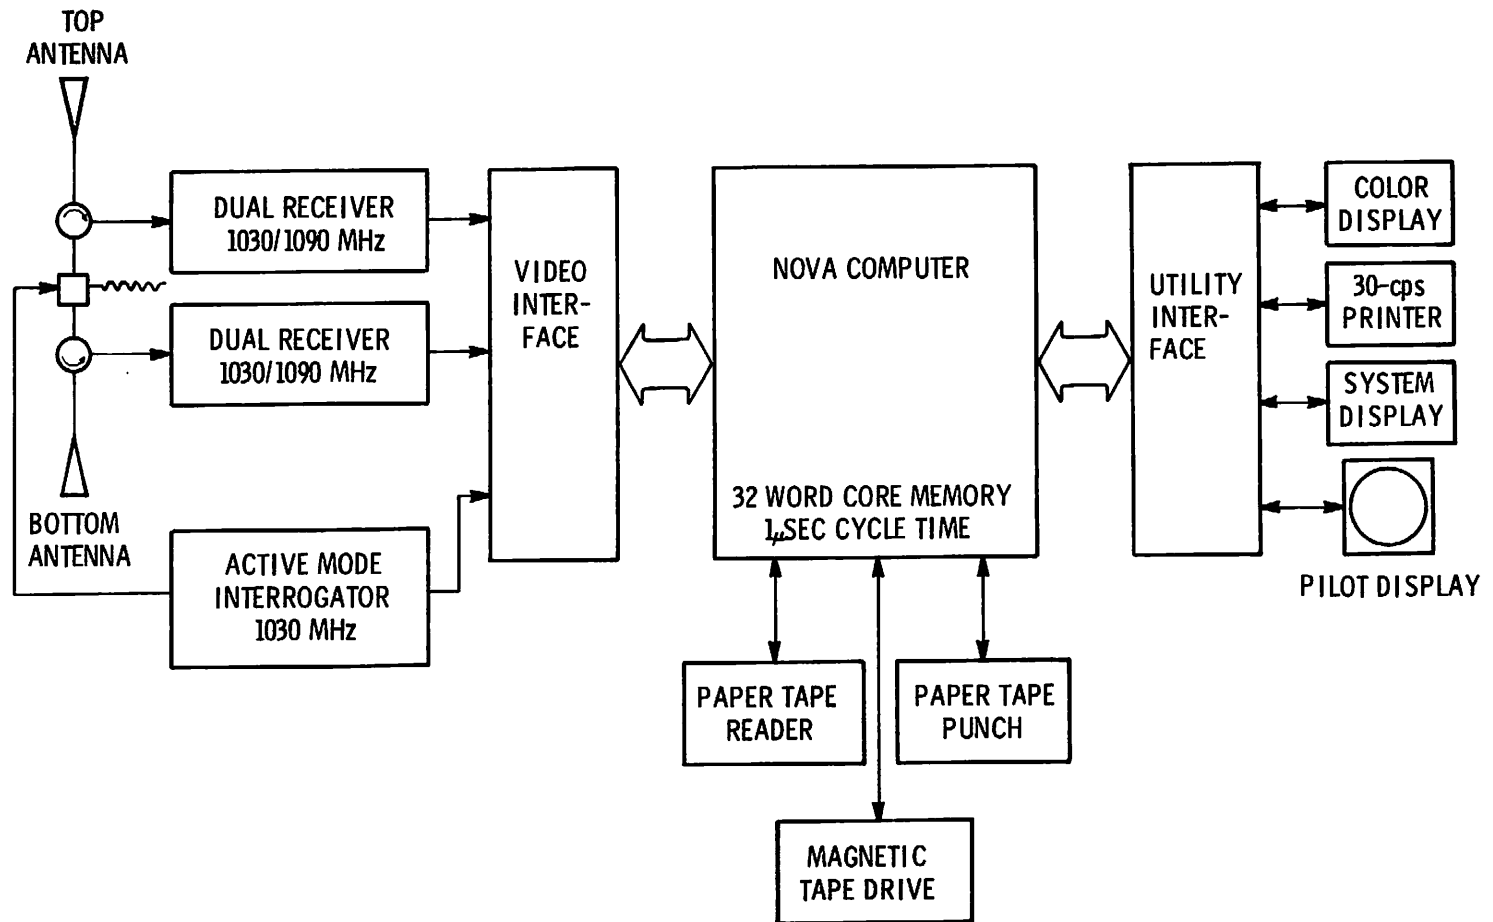 TOP
ANTENNA
DUAL RECEIVER
1030/1090 MHz
DUAL RECEIVER
1030/1090 MHz
BOTTOM
ANTENNA
ACTIVE MODE
INTERROGATOR
1030 MHz
VIDEO
INTER-
FACE
NOVA COMPUTER
32 WORD CORE MEMORY
1μSEC CYCLE TIME
PAPER TAPE
READER
PAPER TAPE
PUNCH
MAGNETIC
TAPE DRIVE
UTILITY
INTER-
FACE
COLOR
DISPLAY
30-cps
PRINTER
SYSTEM
DISPLAY
PILOT DISPLAY